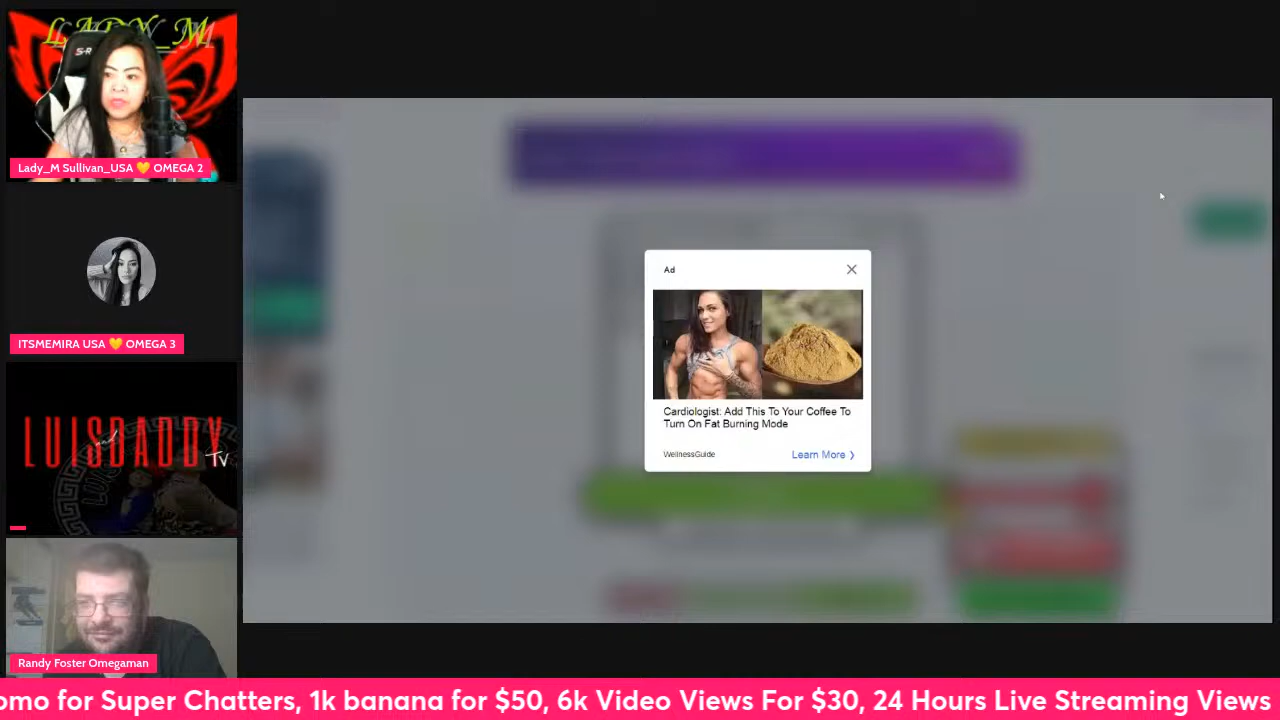 LADY_M
Lady_M Sullivan_USA 💛 OMEGA 2
ITSMEMIRA USA 💛 OMEGA 3
LUISDADDY
and
TV
Randy Foster Omegaman
Ad
Cardiologist: Add This To Your Coffee To
Turn On Fat Burning Mode
WellnessGuide
Learn More ❯
omo for Super Chatters, 1k banana for $50, 6k Video Views For $30, 24 Hours Live Streaming Views